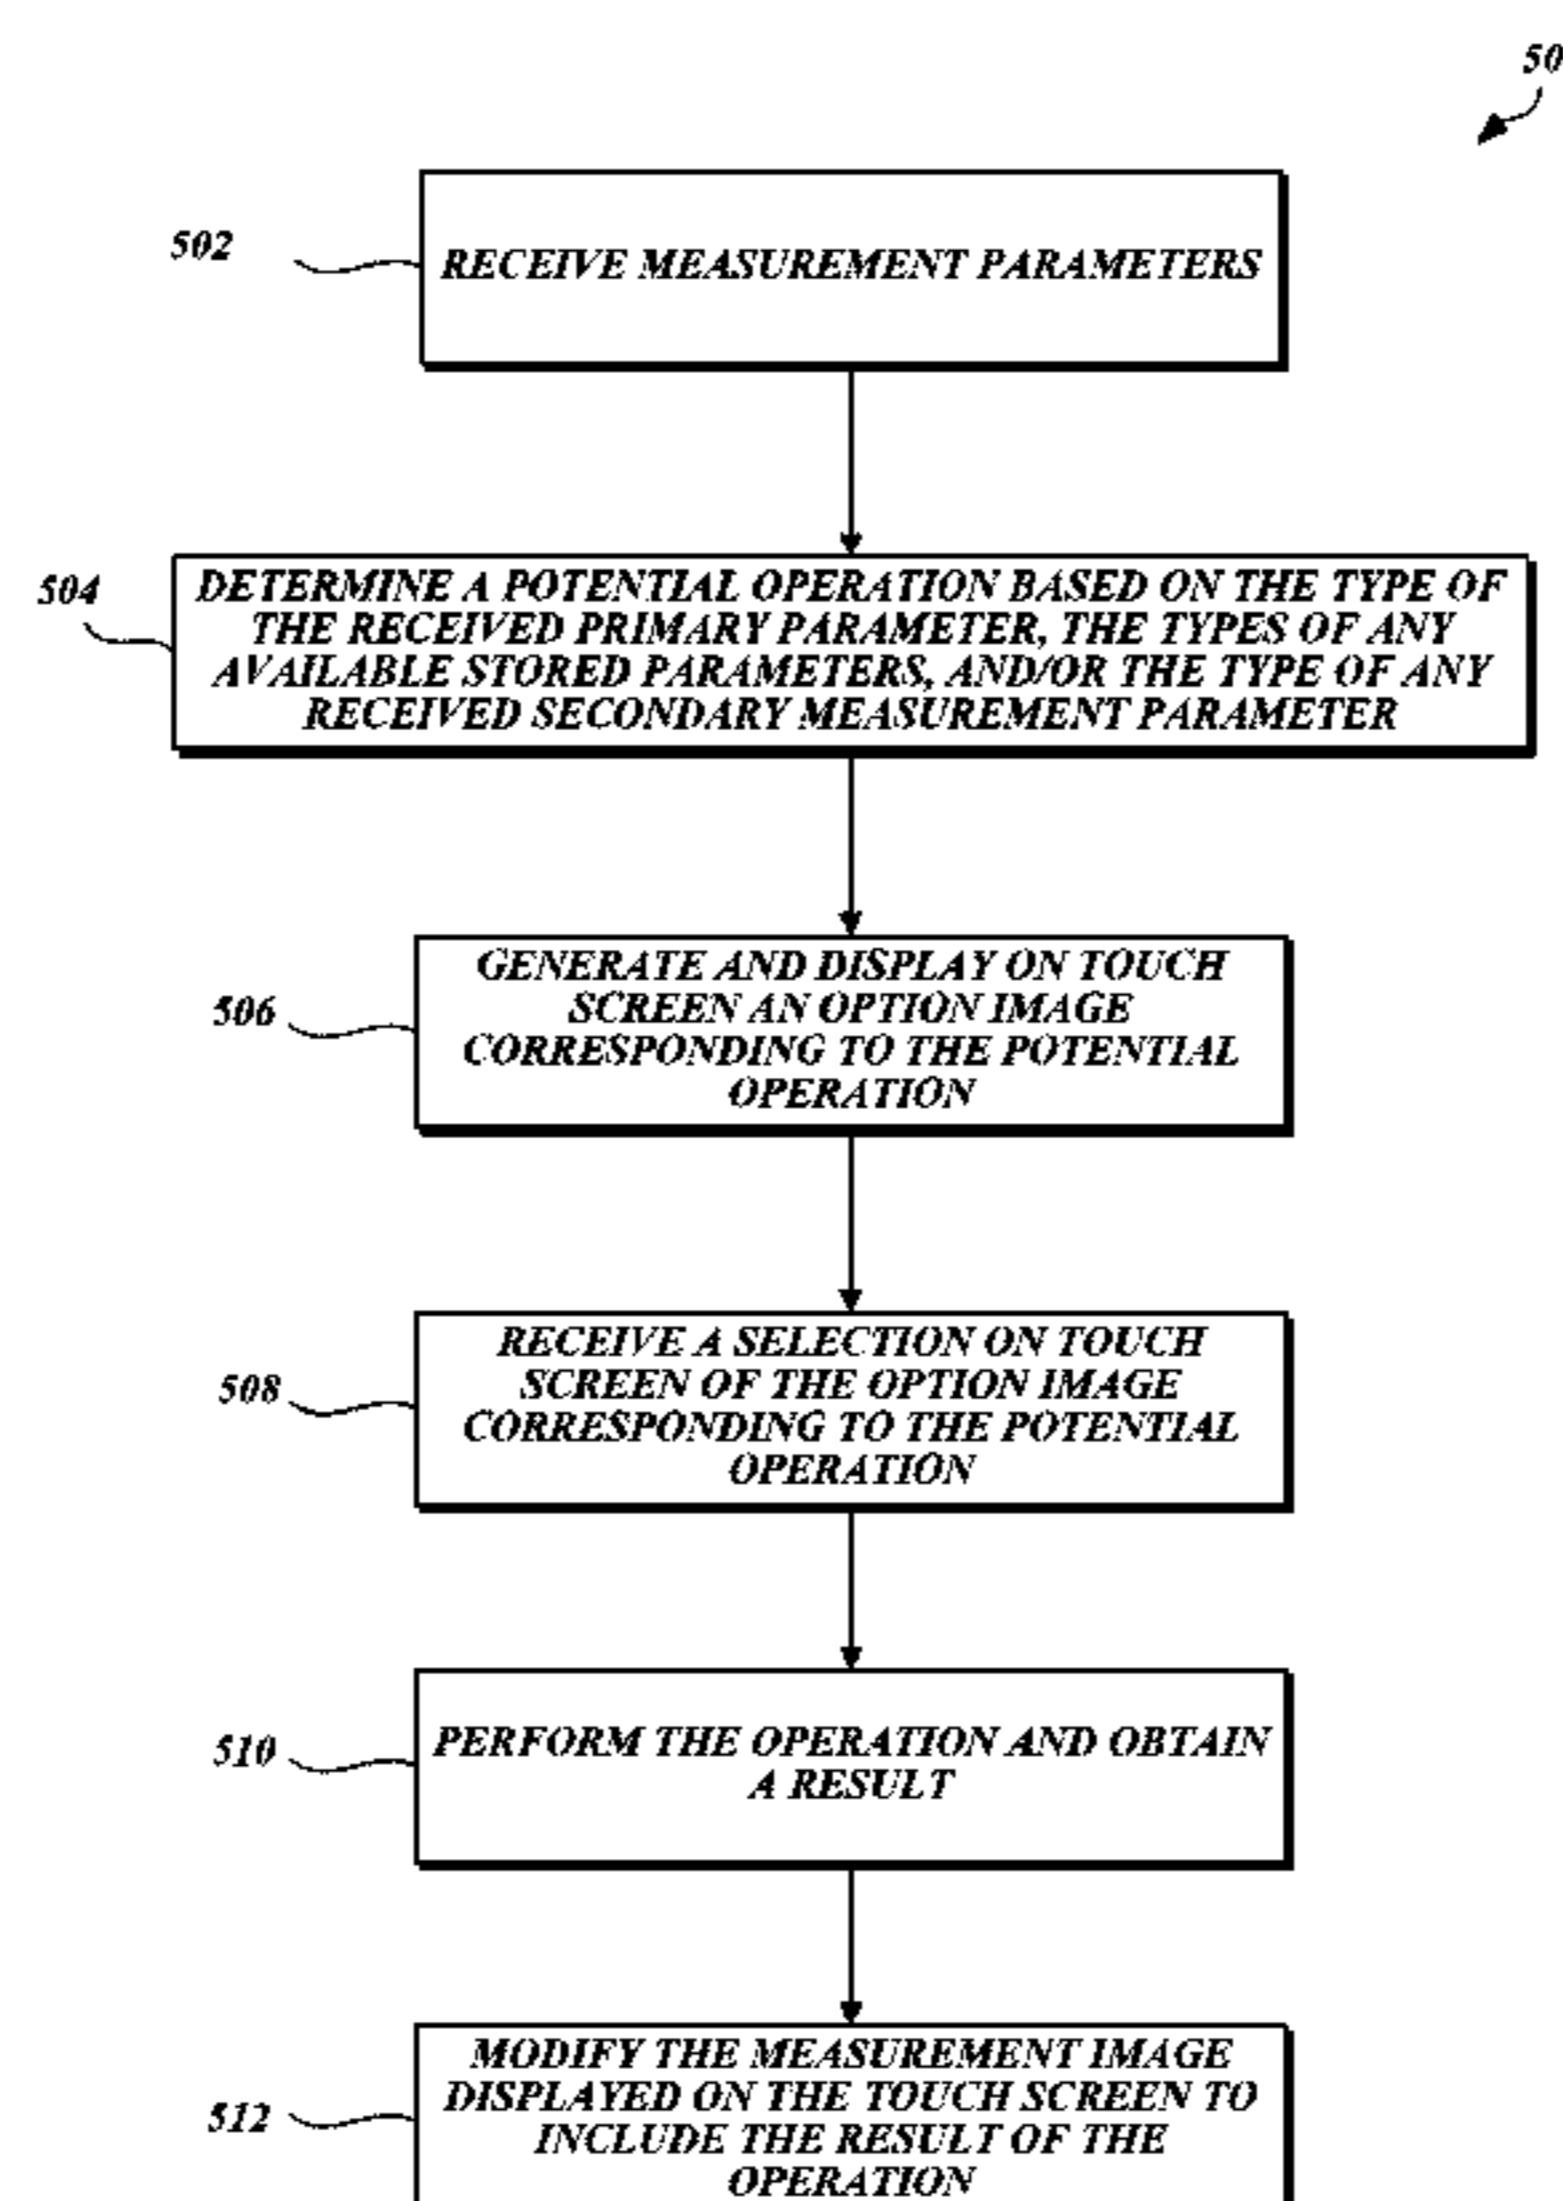 50
502
RECEIVE MEASUREMENT PARAMETERS
504
DETERMINE A POTENTIAL OPERATION BASED ON THE TYPE OF
THE RECEIVED PRIMARY PARAMETER, THE TYPES OF ANY
AVAILABLE STORED PARAMETERS, AND/OR THE TYPE OF ANY
RECEIVED SECONDARY MEASUREMENT PARAMETER
506
GENERATE AND DISPLAY ON TOUCH
SCREEN AN OPTION IMAGE
CORRESPONDING TO THE POTENTIAL
OPERATION
508
RECEIVE A SELECTION ON TOUCH
SCREEN OF THE OPTION IMAGE
CORRESPONDING TO THE POTENTIAL
OPERATION
510
PERFORM THE OPERATION AND OBTAIN
A RESULT
512
MODIFY THE MEASUREMENT IMAGE
DISPLAYED ON THE TOUCH SCREEN TO
INCLUDE THE RESULT OF THE
OPERATION